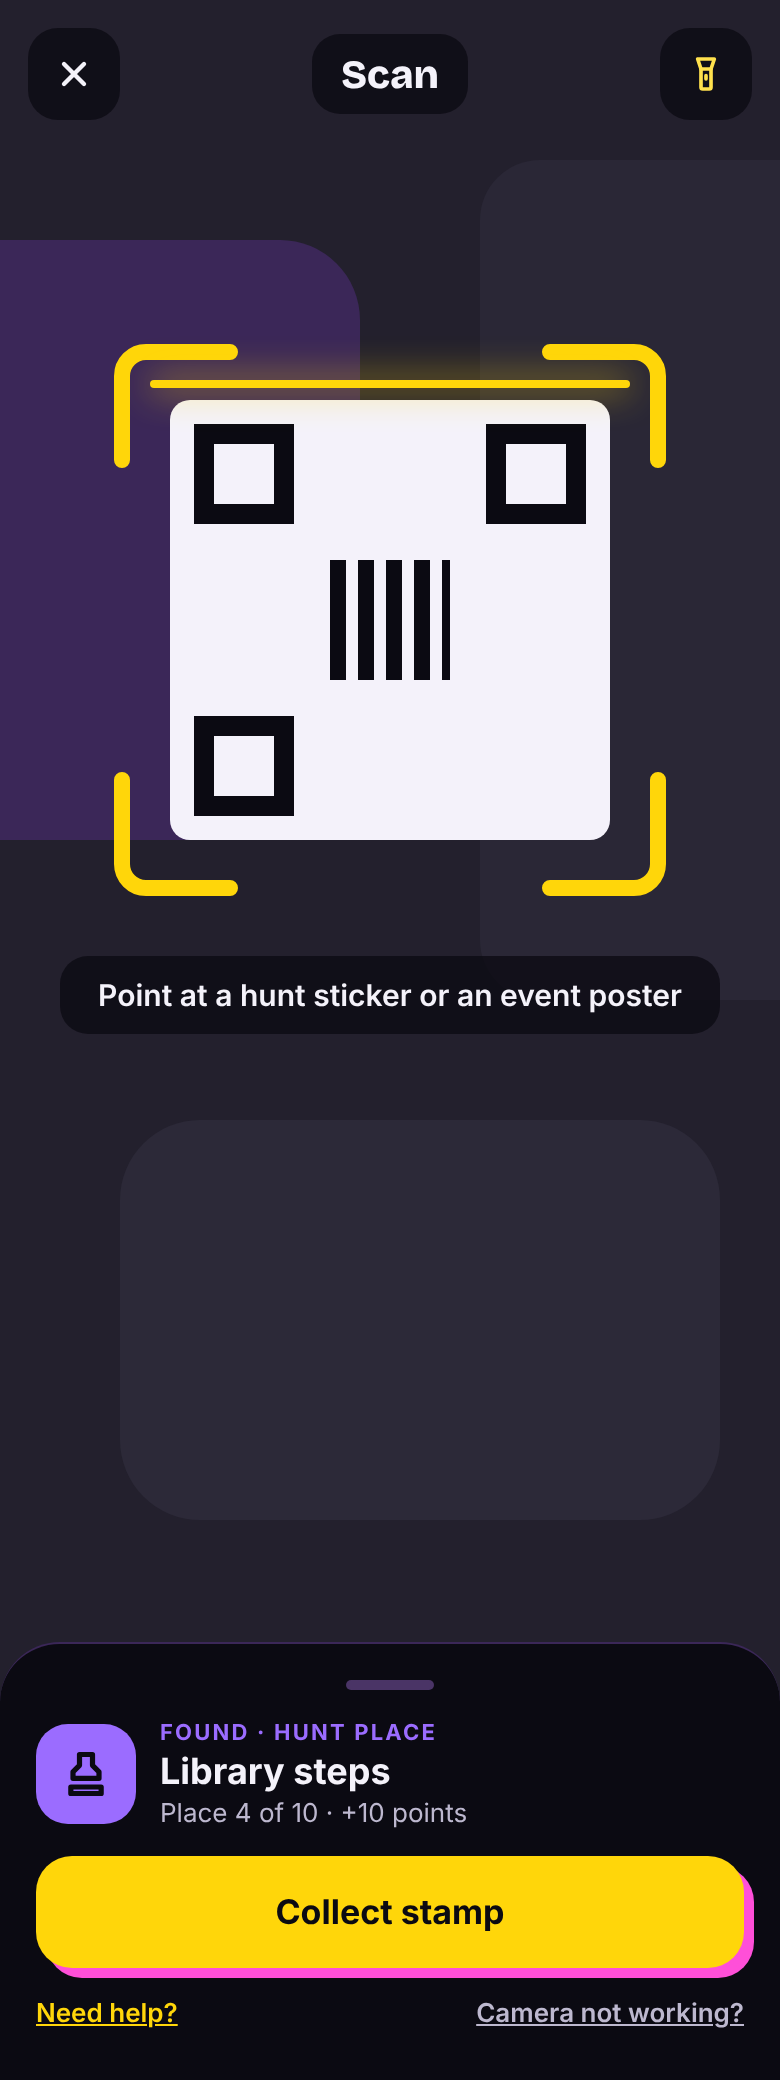 Scan
Point at a hunt sticker or an event poster
FOUND · HUNT PLACE
Library steps
Place 4 of 10 · +10 points
Collect stamp
Need help?
Camera not working?